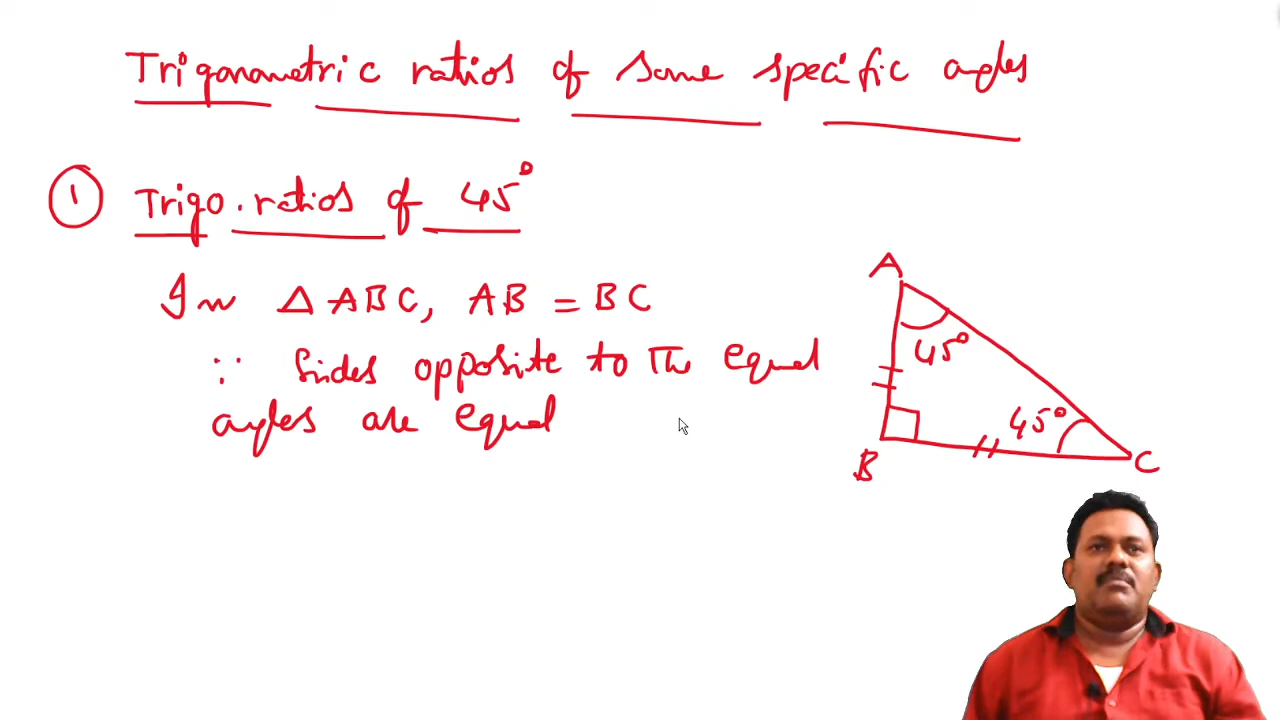 Trigonometric ratios of some specific angles
① Trigo. ratios of 45°
In △ABC, AB = BC
∵ Sides opposite to the equal
angles are equal
A
45°
45°
B
C